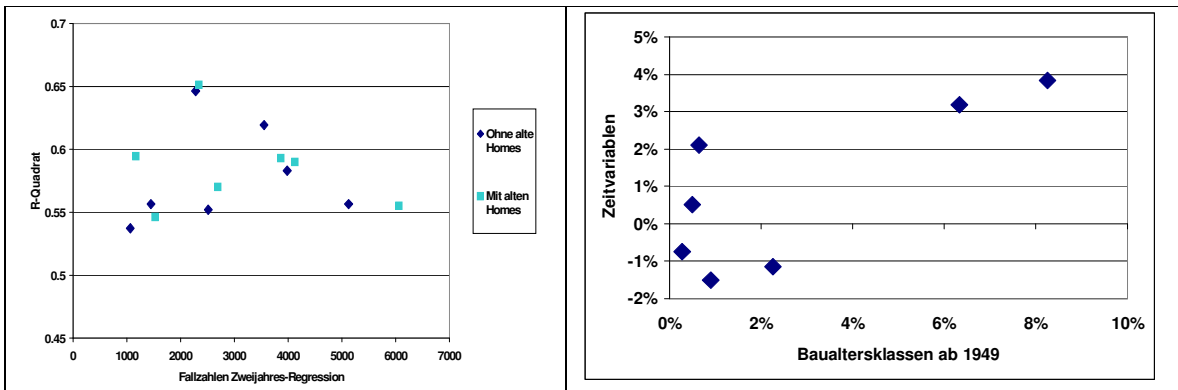 0.7
0.65
0.6
0.55
0.5
0.45
R-Quadrat
0 1000 2000 3000 4000 5000 6000 7000
Fallzahlen Zweijahres-Regression
Ohne alte
Homes
Mit alten
Homes
5%
4%
3%
2%
1%
0%
-1%
-2%
Zeitvariablen
0% 2% 4% 6% 8% 10%
Baualtersklassen ab 1949